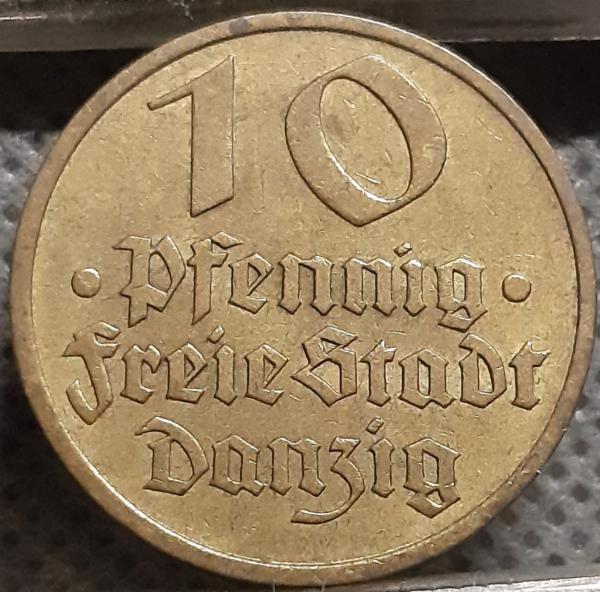 10
· Pfennig ·
Freie Stadt
Danzig